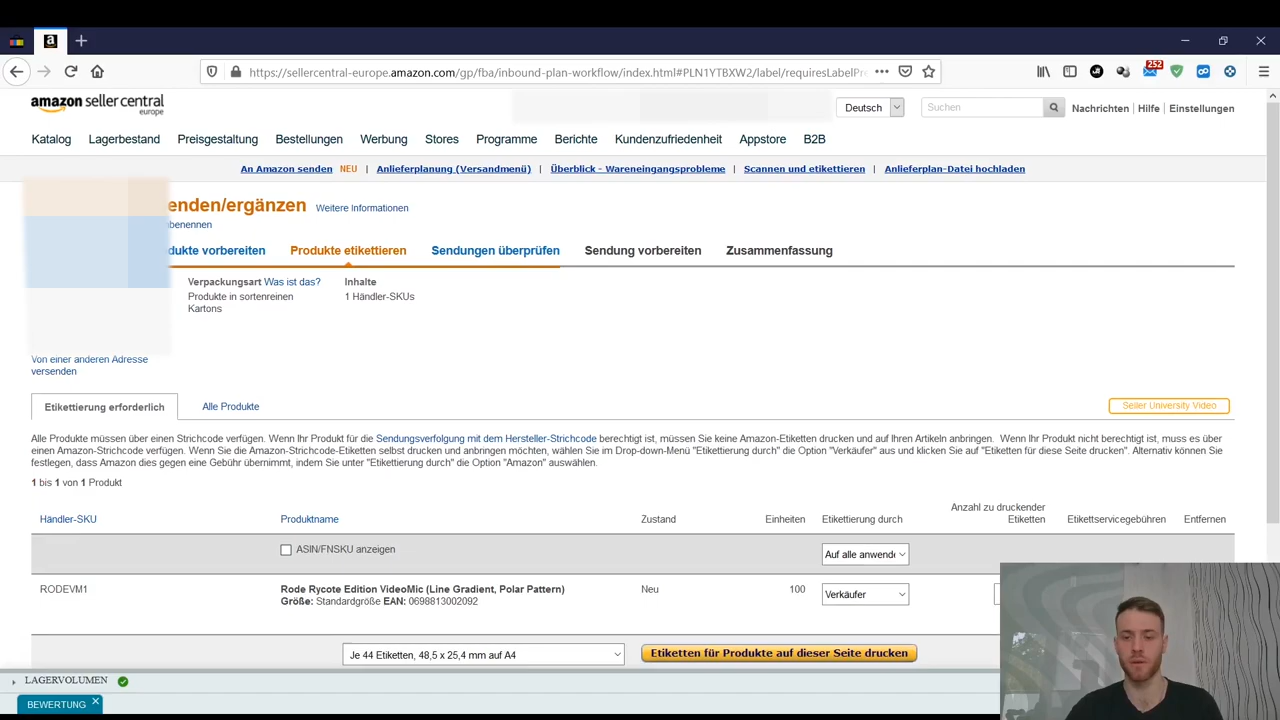 https://sellercentral-europe.amazon.com/gp/fba/inbound-plan-workflow/index.html#PLN1YTBXW2/label/requiresLabelPr
252
amazon seller central
europe
Deutsch
Suchen
Nachrichten | Hilfe | Einstellungen
Katalog Lagerbestand Preisgestaltung Bestellungen Werbung Stores Programme Berichte Kundenzufriedenheit Appstore B2B
An Amazon senden NEU | Anlieferplanung (Versandmenü) | Überblick - Wareneingangsprobleme | Scannen und etikettieren | Anlieferplan-Datei hochladen
enden/ergänzen Weitere Informationen
benennen
dukte vorbereiten Produkte etikettieren Sendungen überprüfen Sendung vorbereiten Zusammenfassung
Verpackungsart Was ist das? Inhalte
Produkte in sortenreinen 1 Händler-SKUs
Kartons
Von einer anderen Adresse
versenden
Etikettierung erforderlich Alle Produkte Seller University Video
Alle Produkte müssen über einen Strichcode verfügen. Wenn Ihr Produkt für die Sendungsverfolgung mit dem Hersteller-Strichcode berechtigt ist, müssen Sie keine Amazon-Etiketten drucken und auf Ihren Artikeln anbringen. Wenn Ihr Produkt nicht berechtigt ist, muss es über
einen Amazon-Strichcode verfügen. Wenn Sie die Amazon-Strichcode-Etiketten selbst drucken und anbringen möchten, wählen Sie im Drop-down-Menü "Etikettierung durch" die Option "Verkäufer" aus und klicken Sie auf "Etiketten für diese Seite drucken". Alternativ können Sie
festlegen, dass Amazon dies gegen eine Gebühr übernimmt, indem Sie unter "Etikettierung durch" die Option "Amazon" auswählen.
1 bis 1 von 1 Produkt
Händler-SKU Produktname Zustand Einheiten Etikettierung durch Anzahl zu druckender Etiketten Etikettservicegebühren Entfernen
ASIN/FNSKU anzeigen Auf alle anwende
RODEVM1 Rode Rycote Edition VideoMic (Line Gradient, Polar Pattern) Neu 100 Verkäufer
Größe: Standardgröße EAN: 0698813002092
Je 44 Etiketten, 48,5 x 25,4 mm auf A4 Etiketten für Produkte auf dieser Seite drucken
LAGERVOLUMEN
BEWERTUNG